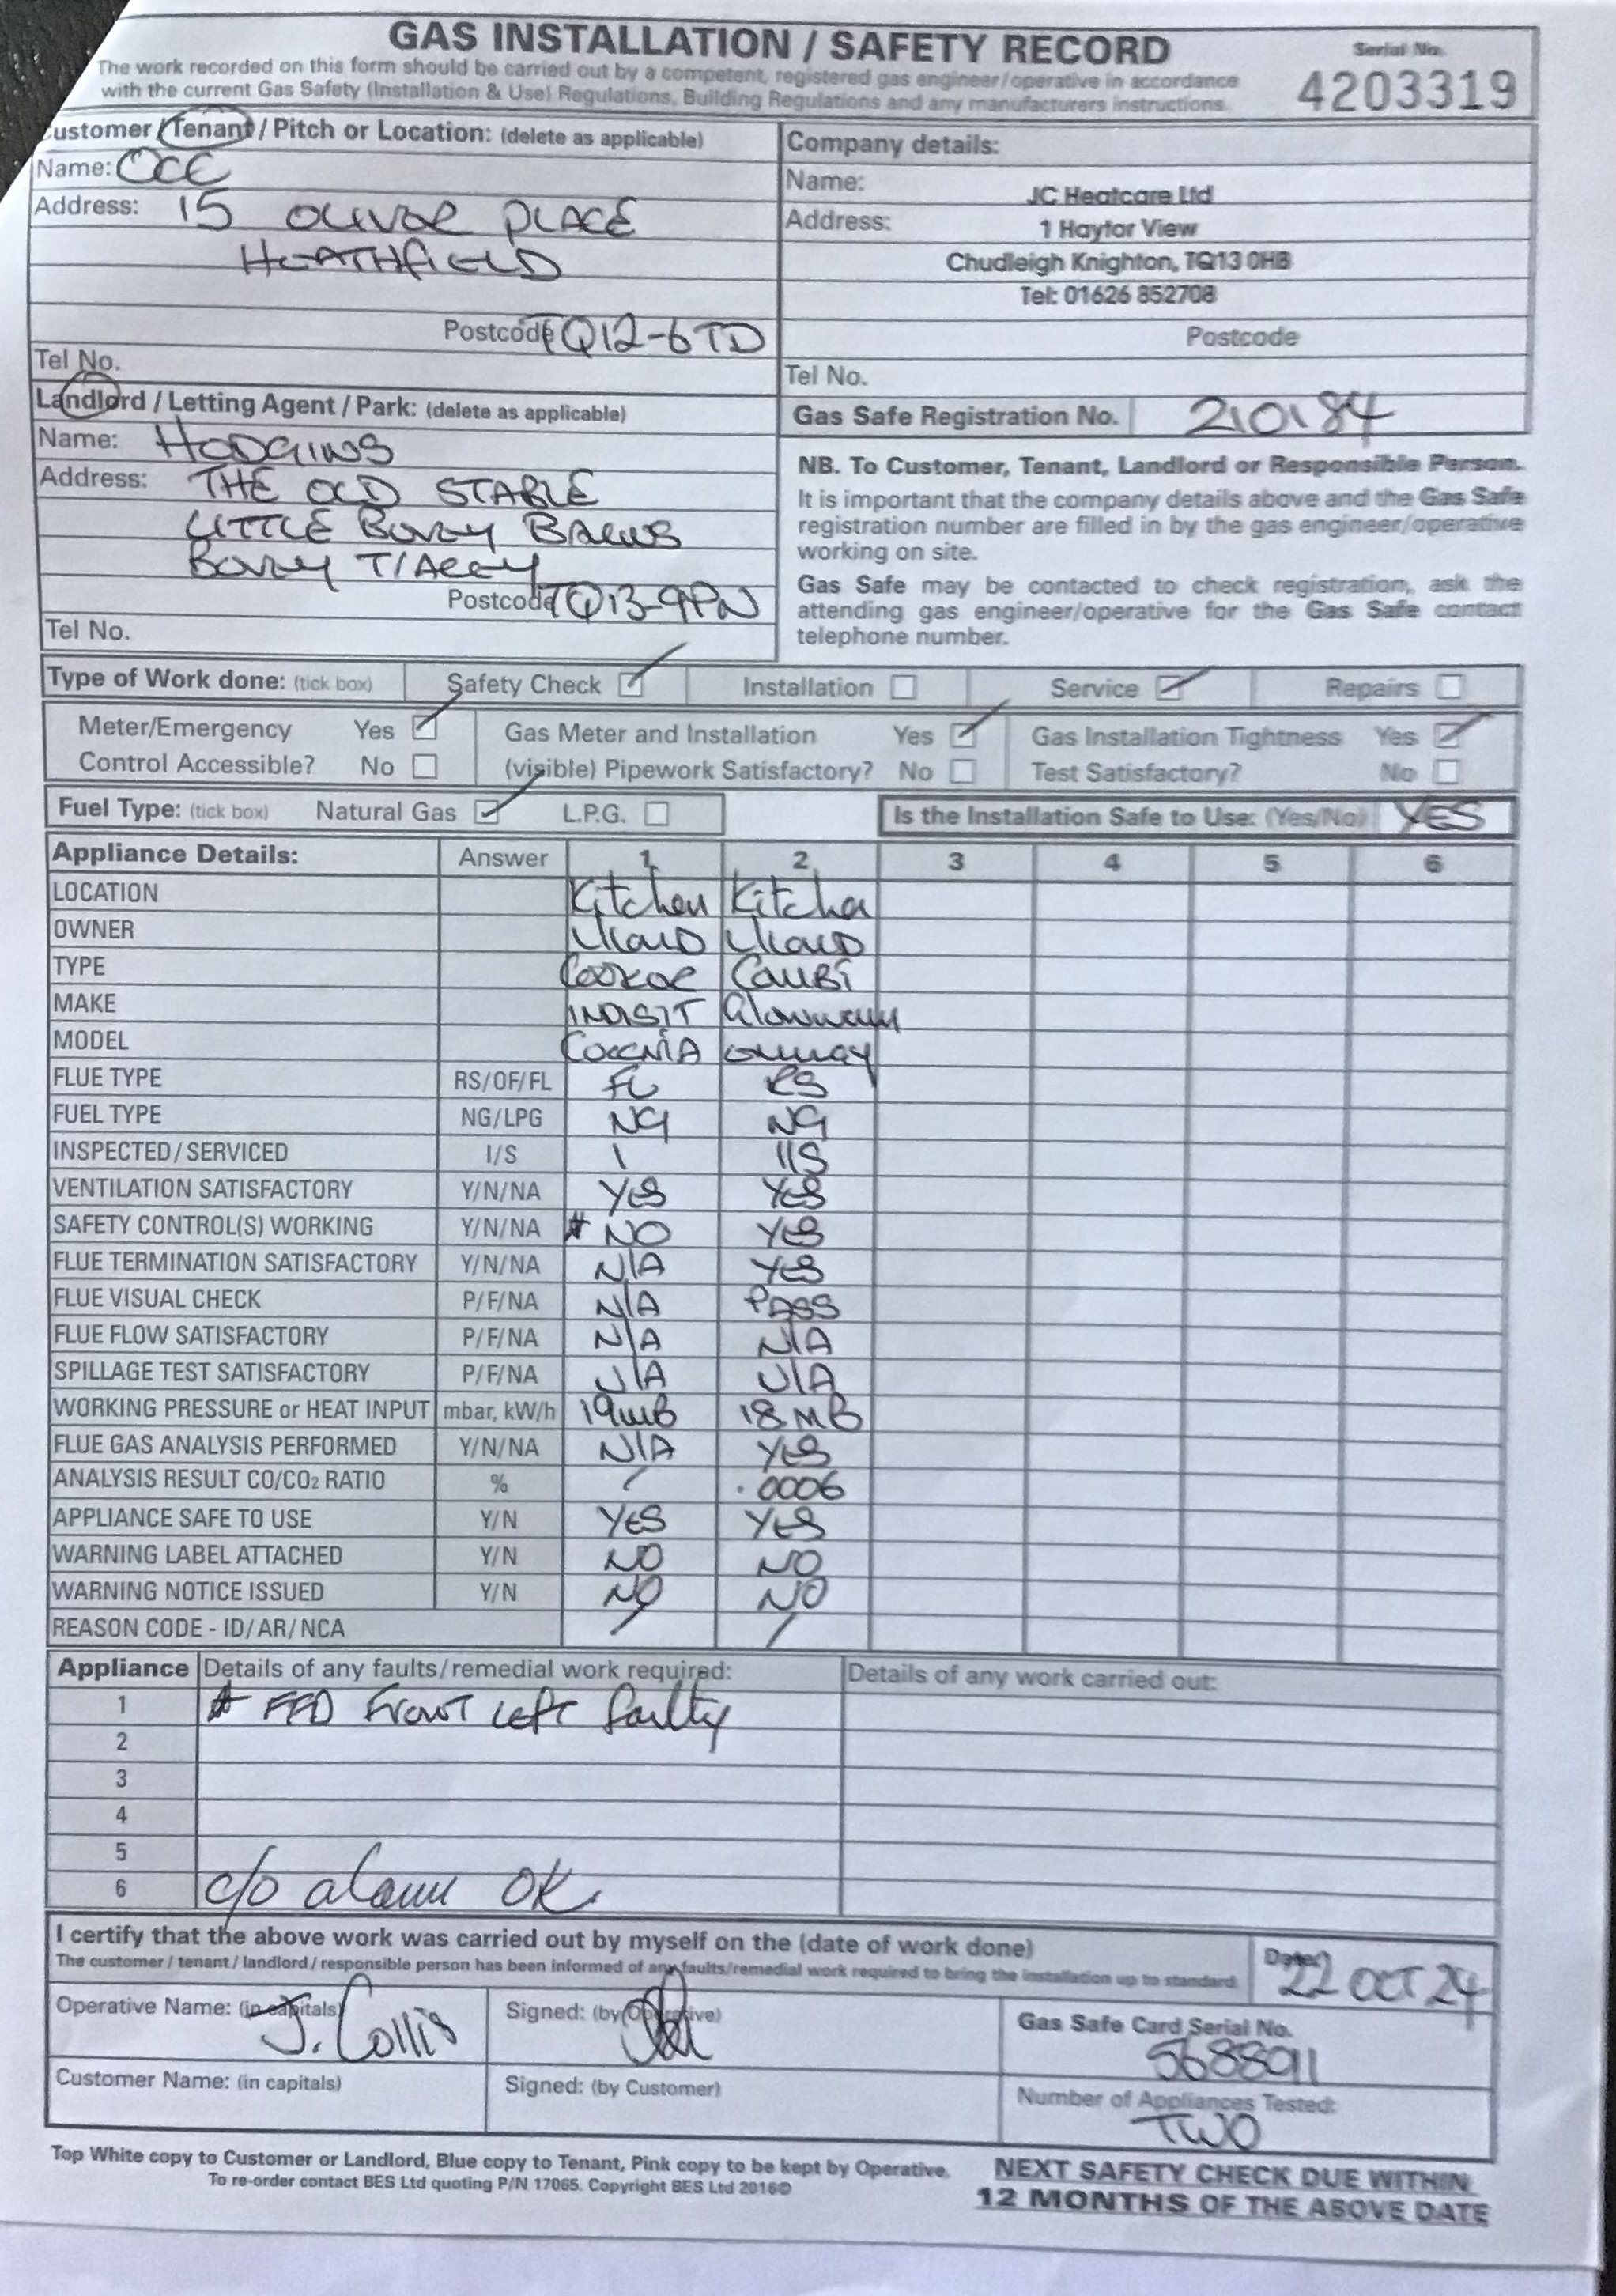 GAS INSTALLATION / SAFETY RECORD
The work recorded on this form should be carried out by a competent, registered gas engineer/operative in accordance
with the current Gas Safety (Installation & Use) Regulations, Building Regulations and any manufacturers instructions.
Serial No.
4203319
ustomer / Tenant / Pitch or Location: (delete as applicable)
Name: OCC
Address: 15 OLIVER PLACE
HEATHFIELD
Postcode TQ12-6TD
Tel No.
Company details:
Name: JC Heatcare Ltd
Address: 1 Haytor View
Chudleigh Knighton, TQ13 0HB
Tel: 01626 852708
Postcode
Tel No.
Gas Safe Registration No. 210184
Landlord / Letting Agent / Park: (delete as applicable)
Name: HODGINS
Address: THE OLD STABLE
LITTLE BOVEY BARNS
BOVEY T/ACEY
Postcode TQ13-9PN
Tel No.
NB. To Customer, Tenant, Landlord or Responsible Person.
It is important that the company details above and the Gas Safe
registration number are filled in by the gas engineer/operative
working on site.
Gas Safe may be contacted to check registration, ask the
attending gas engineer/operative for the Gas Safe contact
telephone number.
Type of Work done: (tick box) Safety Check Installation Service Repairs
Meter/Emergency Yes Gas Meter and Installation Yes Gas Installation Tightness Yes
Control Accessible? No (visible) Pipework Satisfactory? No Test Satisfactory? No
Fuel Type: (tick box) Natural Gas L.P.G. Is the Installation Safe to Use: (Yes/No) YES
Appliance Details: Answer 1 2 3 4 5 6
LOCATION Kitchen Kitchen
OWNER L/LORD L/LORD
TYPE COOKER COMBI
MAKE INDISIT Glowworm
MODEL
FLUE TYPE RS/OF/FL FL RS
FUEL TYPE NG/LPG NG NG
INSPECTED/SERVICED I/S I I/S
VENTILATION SATISFACTORY Y/N/NA YES YES
SAFETY CONTROL(S) WORKING Y/N/NA * NO YES
FLUE TERMINATION SATISFACTORY Y/N/NA N/A YES
FLUE VISUAL CHECK P/F/NA N/A PASS
FLUE FLOW SATISFACTORY P/F/NA N/A N/A
SPILLAGE TEST SATISFACTORY P/F/NA N/A N/A
WORKING PRESSURE or HEAT INPUT mbar, kW/h 19mB 18MB
FLUE GAS ANALYSIS PERFORMED Y/N/NA N/A YES
ANALYSIS RESULT CO/CO2 RATIO % / .0006
APPLIANCE SAFE TO USE Y/N YES YES
WARNING LABEL ATTACHED Y/N NO NO
WARNING NOTICE ISSUED Y/N NO NO
REASON CODE - ID/AR/NCA / /
Appliance Details of any faults/remedial work required: Details of any work carried out:
1 * FFD FRONT Left faulty
2
3
4
5
6 c/o alarm OK
I certify that the above work was carried out by myself on the (date of work done)
The customer / tenant / landlord / responsible person has been informed of any faults/remedial work required to bring the installation up to standard.
Date: 22 OCT 24
Operative Name: (in capitals) J. Collis
Signed: (by Operative)
Gas Safe Card Serial No.
5688911
Customer Name: (in capitals)
Signed: (by Customer)
Number of Appliances Tested:
TWO
Top White copy to Customer or Landlord, Blue copy to Tenant, Pink copy to be kept by Operative.
To re-order contact BES Ltd quoting P/N 17065. Copyright BES Ltd 2016©
NEXT SAFETY CHECK DUE WITHIN
12 MONTHS OF THE ABOVE DATE